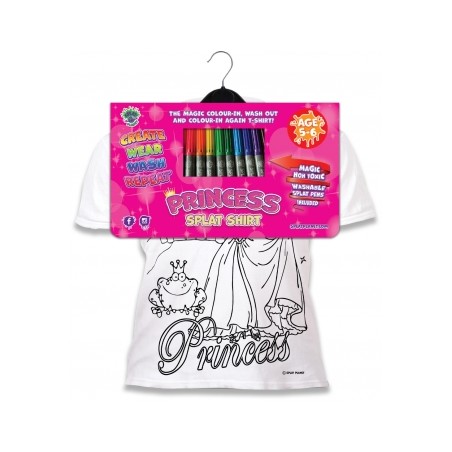 THE MAGIC COLOUR-IN, WASH OUT
AND COLOUR-IN AGAIN T-SHIRT!
AGE
5-6
CREATE
WEAR
WASH
REPEAT
MAGIC
NON TOXIC
WASHABLE
SPLAT PENS
INCLUDED
PRINCESS
SPLAT SHIRT
Princess